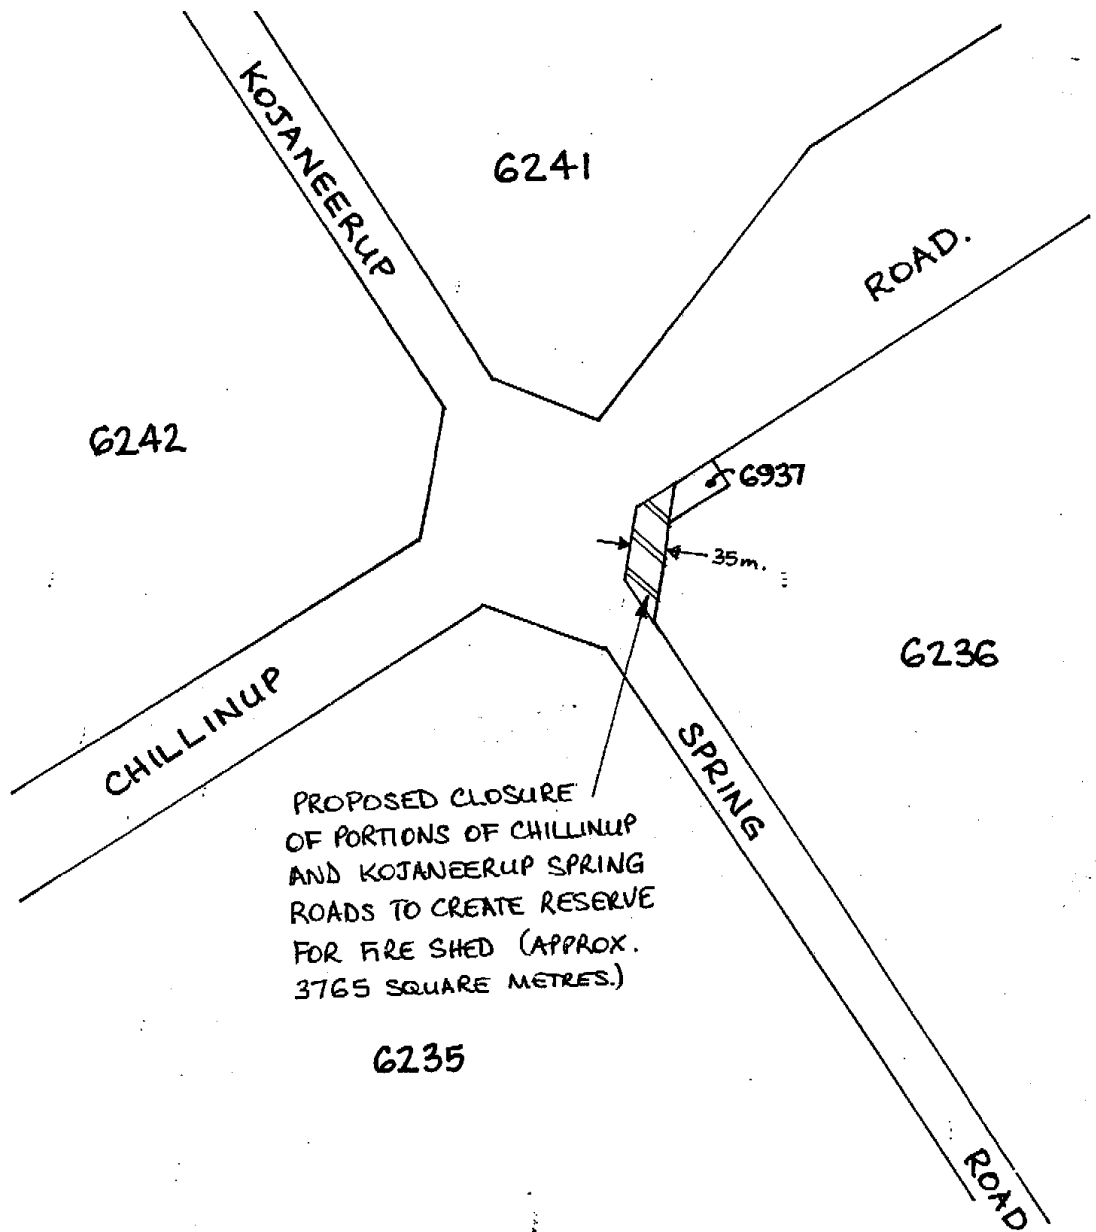 KOJANEERUP
6241
ROAD.
6242
6937
35m.
6236
CHILLINUP
SPRING
PROPOSED CLOSURE
OF PORTIONS OF CHILLINUP
AND KOJANEERUP SPRING
ROADS TO CREATE RESERVE
FOR FIRE SHED (APPROX.
3765 SQUARE METRES.)
6235
ROAD